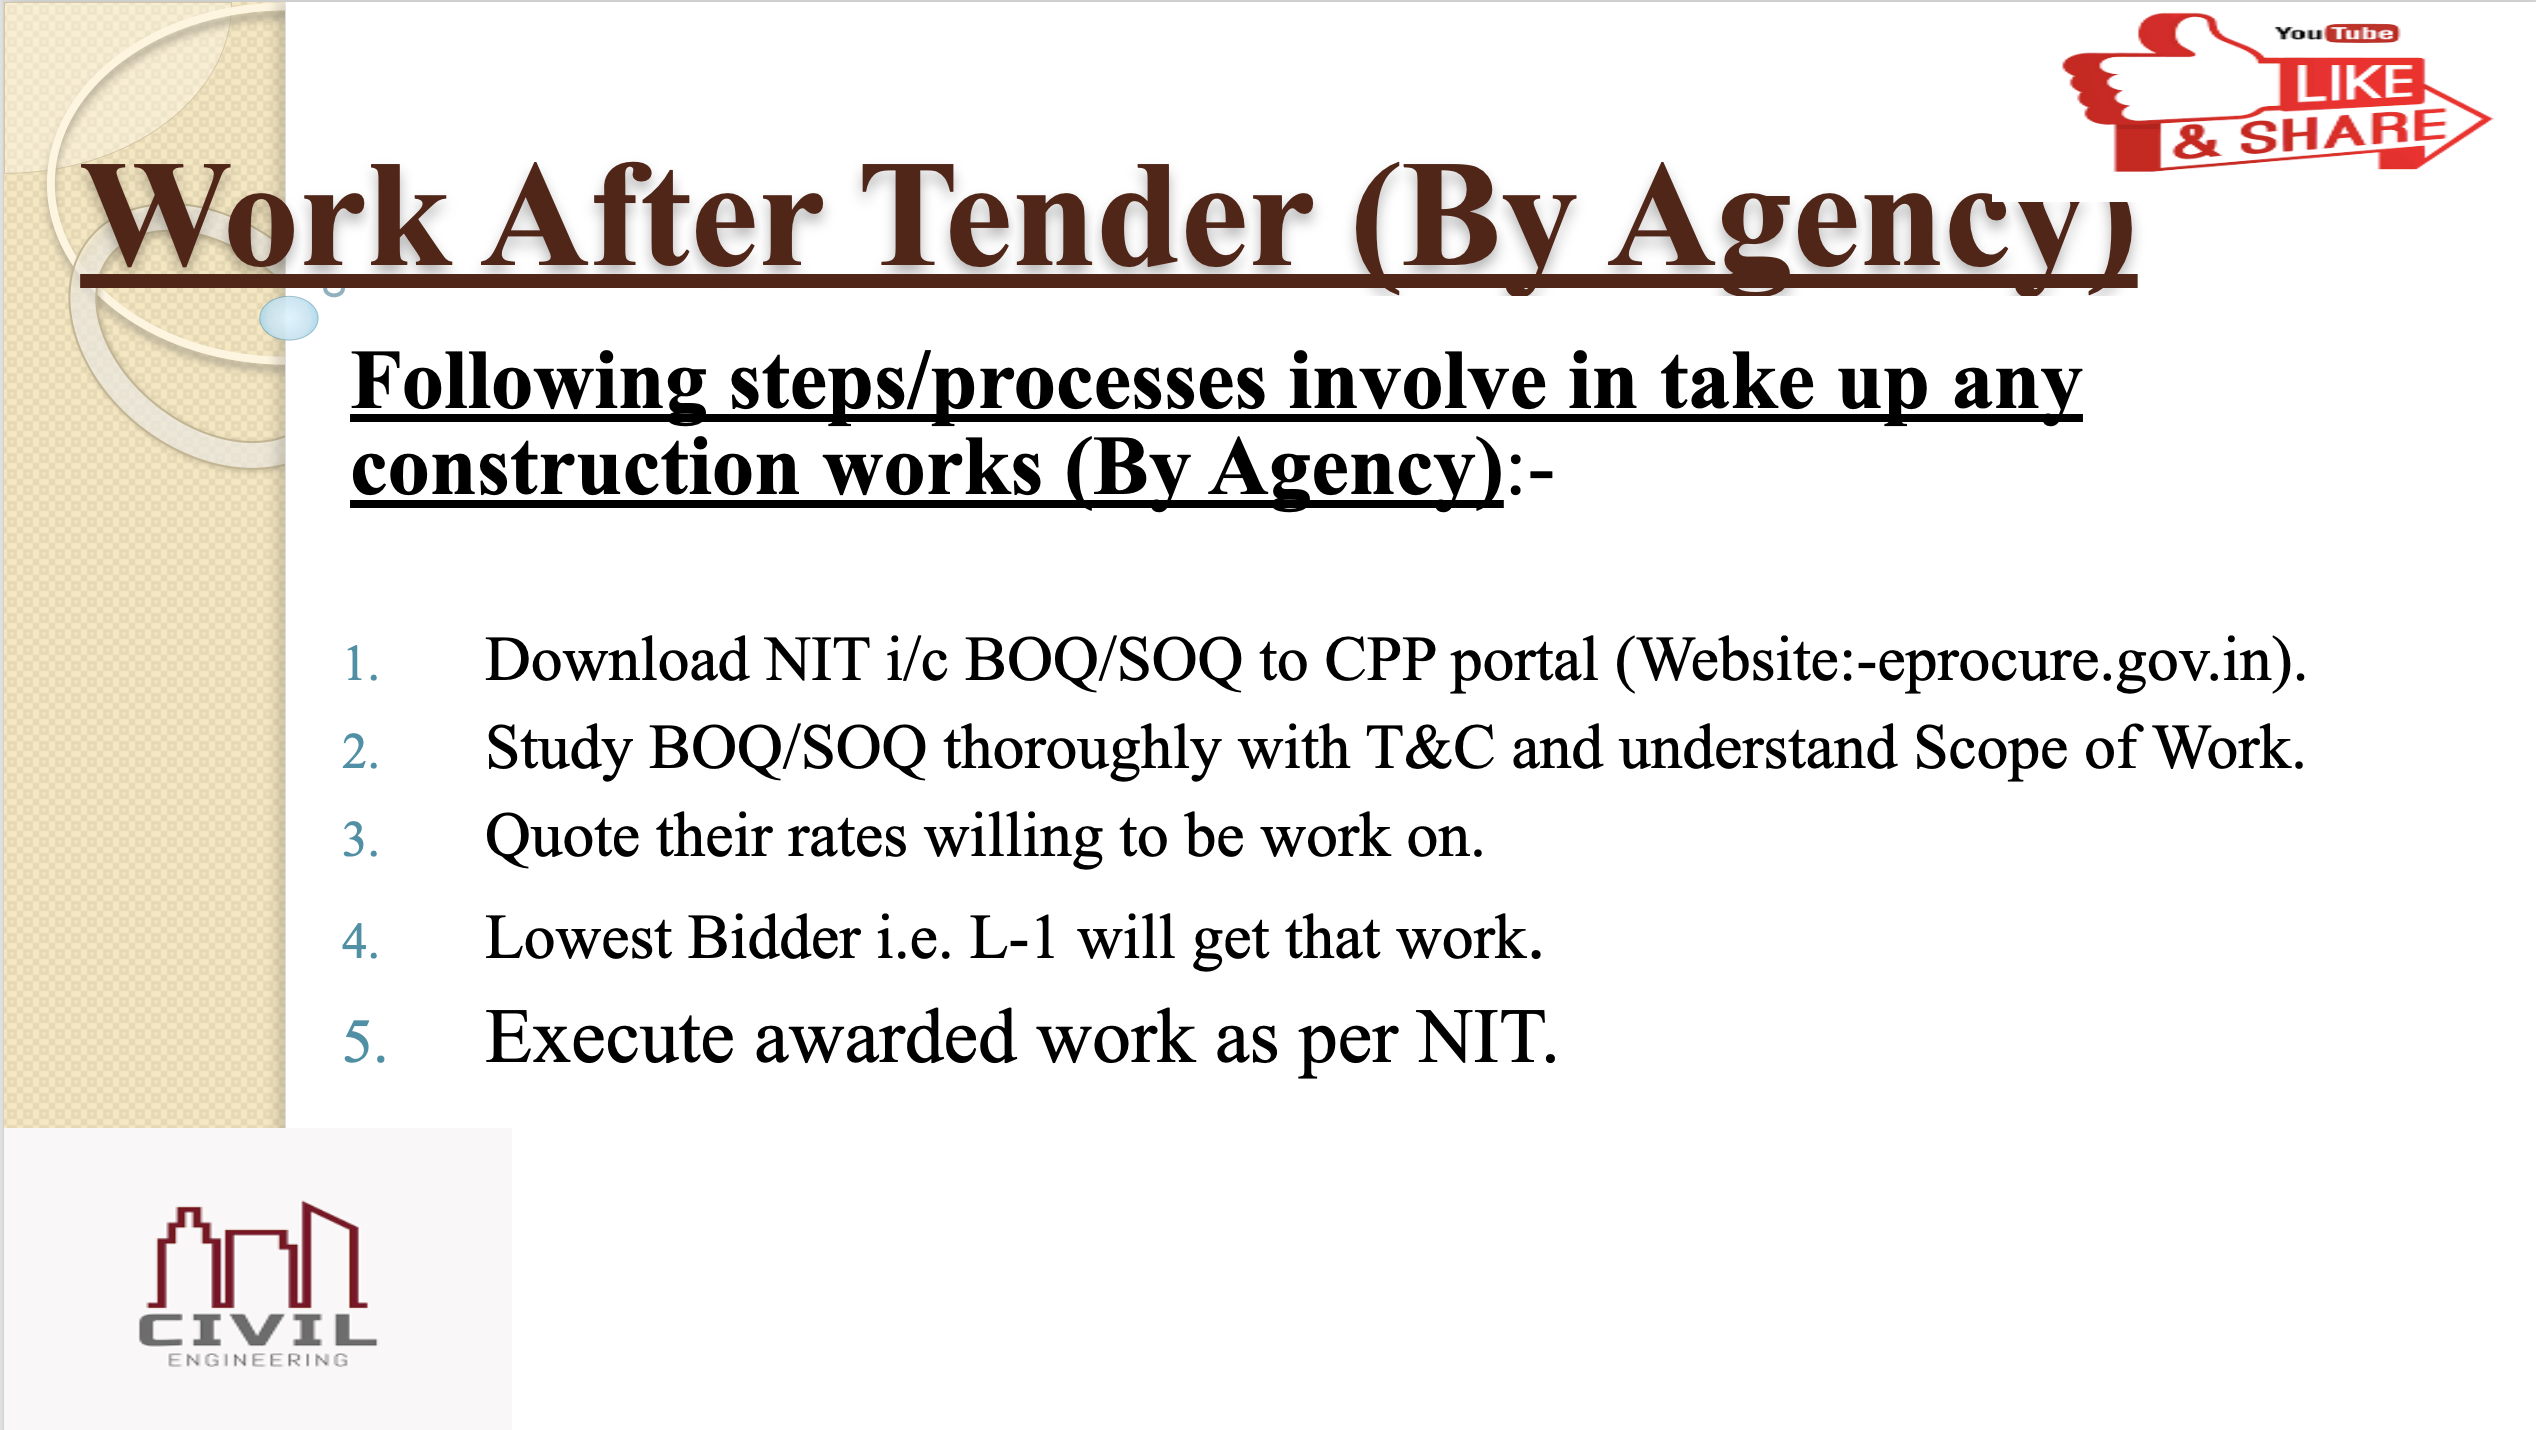 YouTube
LIKE
& SHARE
Work After Tender (By Agency)
Following steps/processes involve in take up any
construction works (By Agency):-
1. Download NIT i/c BOQ/SOQ to CPP portal (Website:-eprocure.gov.in).
2. Study BOQ/SOQ thoroughly with T&C and understand Scope of Work.
3. Quote their rates willing to be work on.
4. Lowest Bidder i.e. L-1 will get that work.
5. Execute awarded work as per NIT.
CIVIL
ENGINEERING